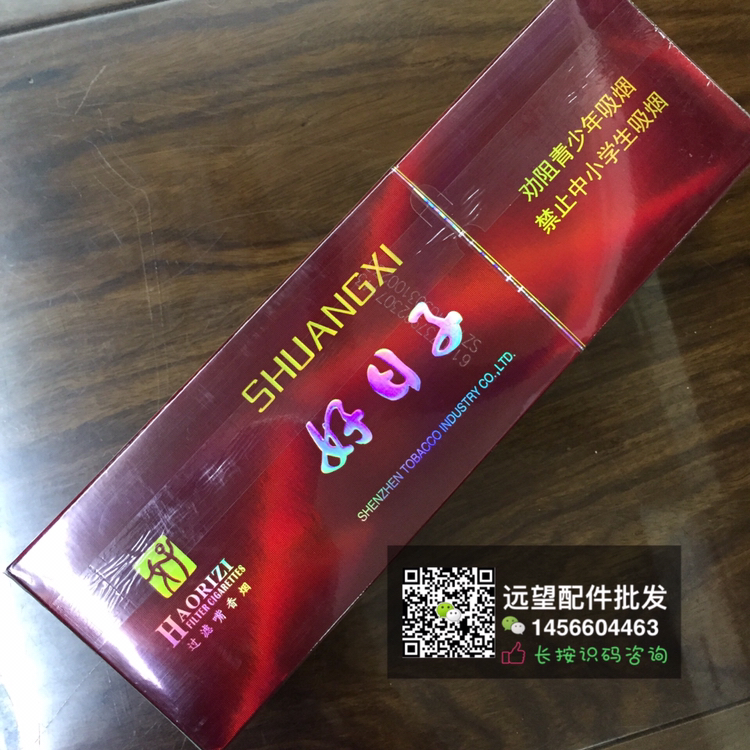 劝阻青少年吸烟
禁止中小学生吸烟
SHUANGXI
好日子
SHENZHEN TOBACCO INDUSTRY CO.,LTD.
HAORIZI
FILTER CIGARETTES
过滤嘴香烟
远望配件批发
1456604463
长按识码咨询